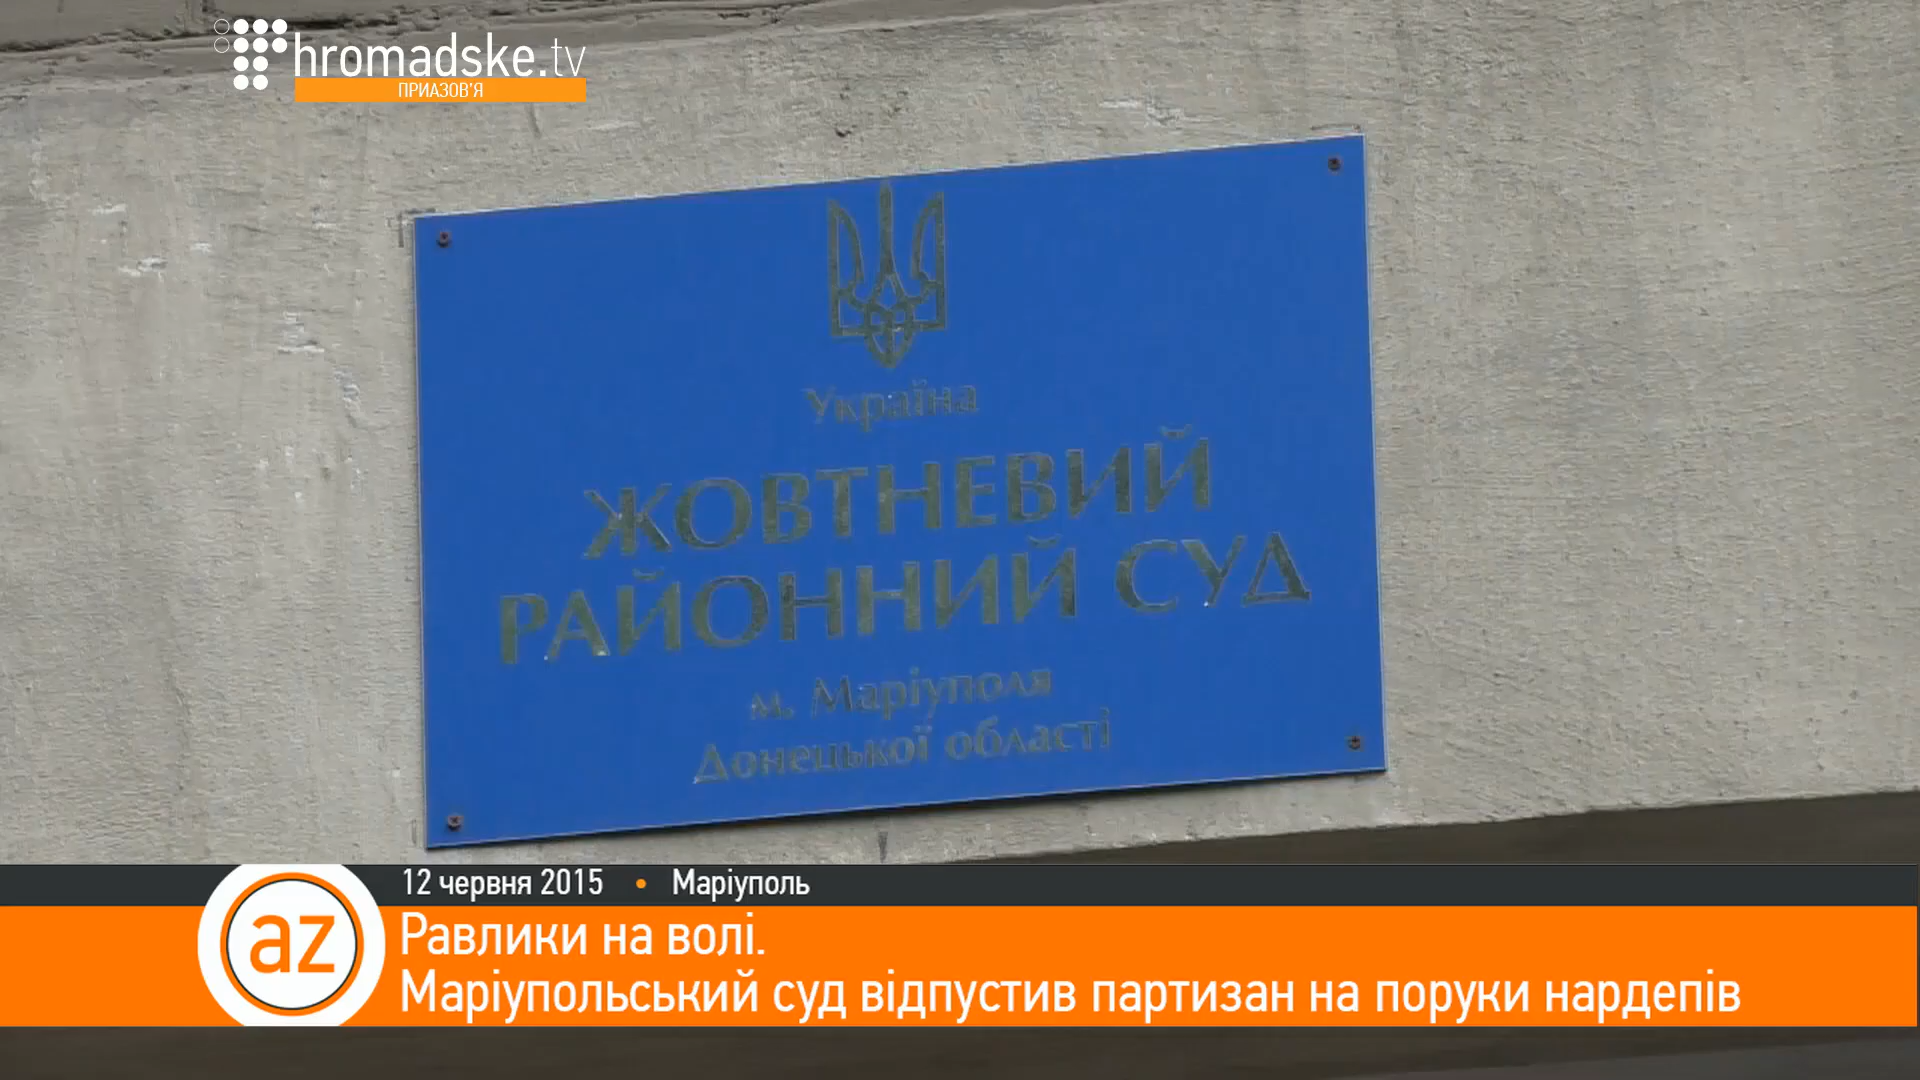 hromadske.tv
ПРИАЗОВ'Я
Україна
ЖОВТНЕВИЙ
РАЙОННИЙ СУД
м. Маріуполя
Донецької області
12 червня 2015 • Маріуполь
az
Равлики на волі.
Маріупольський суд відпустив партизан на поруки нардепів